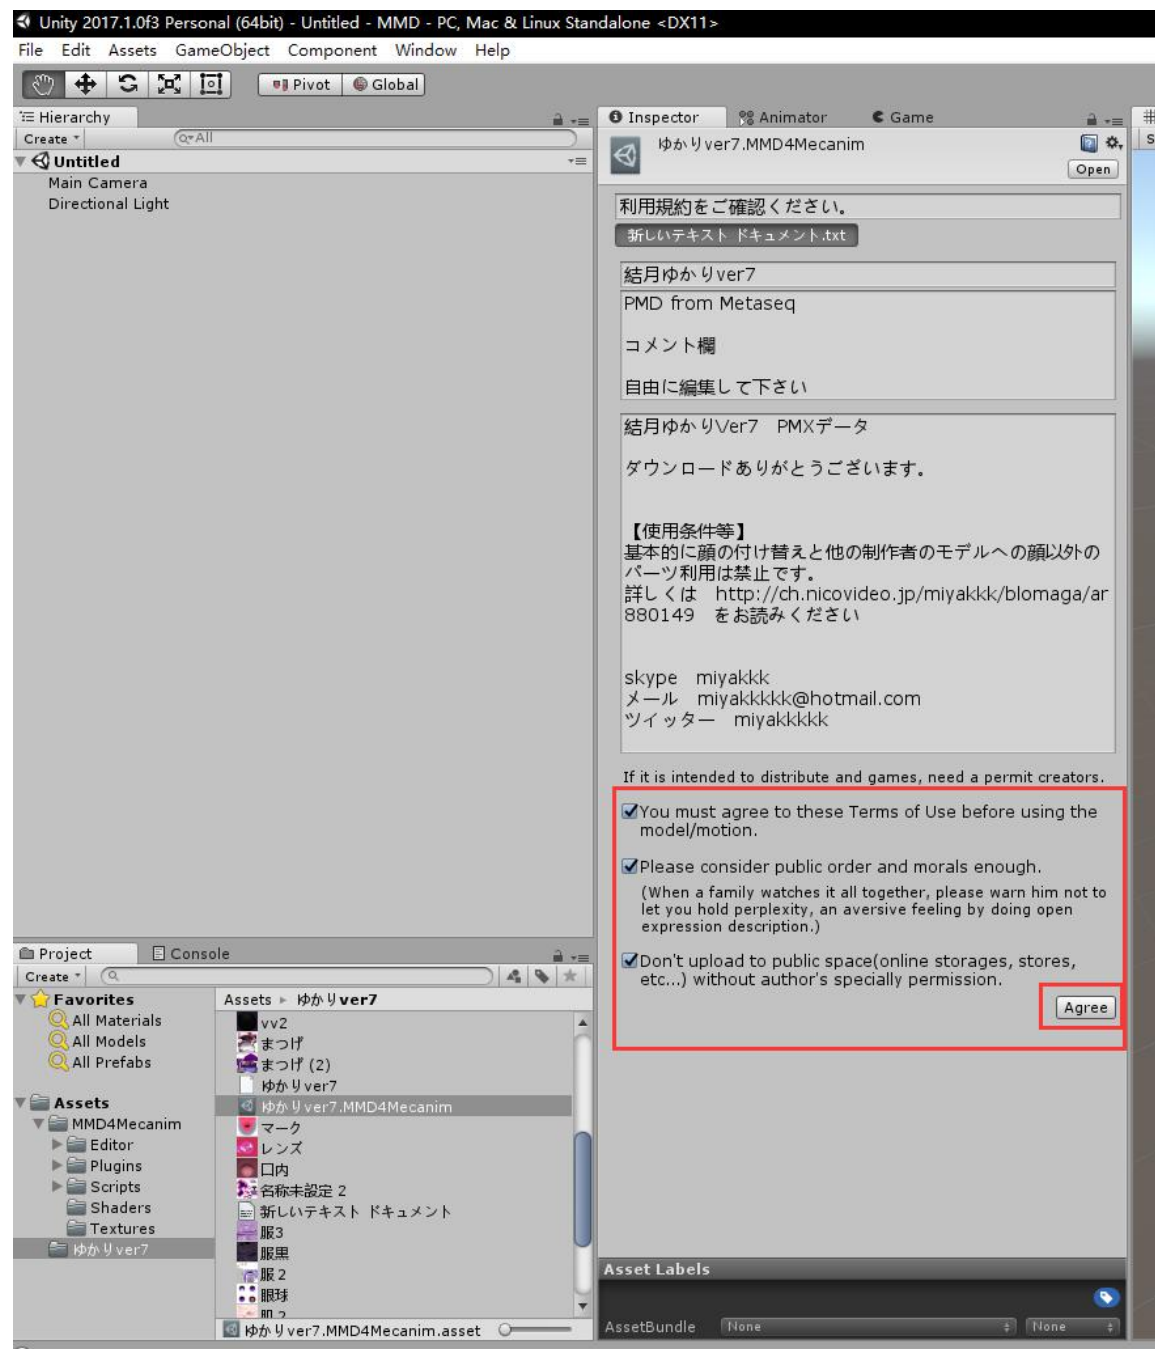 Unity 2017.1.0f3 Personal (64bit) - Untitled - MMD - PC, Mac & Linux Standalone <DX11>
File Edit Assets GameObject Component Window Help
Pivot Global
Hierarchy
Create All
Untitled
Main Camera
Directional Light
Inspector Animator Game
ゆかりver7.MMD4Mecanim
Open
利用規約をご確認ください。
新しいテキスト ドキュメント.txt
結月ゆかりver7
PMD from Metaseq
コメント欄
自由に編集して下さい
結月ゆかりVer7　PMXデータ
ダウンロードありがとうございます。
【使用条件等】
基本的に顔の付け替えと他の制作者のモデルへの顔以外の
パーツ利用は禁止です。
詳しくは　http://ch.nicovideo.jp/miyakkk/blomaga/ar
880149　をお読みください
skype　miyakkk
メール　miyakkkkk@hotmail.com
ツイッター　miyakkkkk
If it is intended to distribute and games, need a permit creators.
You must agree to these Terms of Use before using the
model/motion.
Please consider public order and morals enough.
(When a family watches it all together, please warn him not to
let you hold perplexity, an aversive feeling by doing open
expression description.)
Don't upload to public space(online storages, stores,
etc...) without author's specially permission.
Agree
Project Console
Create
Favorites
All Materials
All Models
All Prefabs
Assets
MMD4Mecanim
Editor
Plugins
Scripts
Shaders
Textures
ゆかりver7
Assets ▸ ゆかりver7
vv2
まつげ
まつげ (2)
ゆかりver7
ゆかりver7.MMD4Mecanim
マーク
レンズ
口内
名称未設定 2
新しいテキスト ドキュメント
服3
服黒
服2
眼球
肌2
ゆかりver7.MMD4Mecanim.asset
Asset Labels
AssetBundle None None